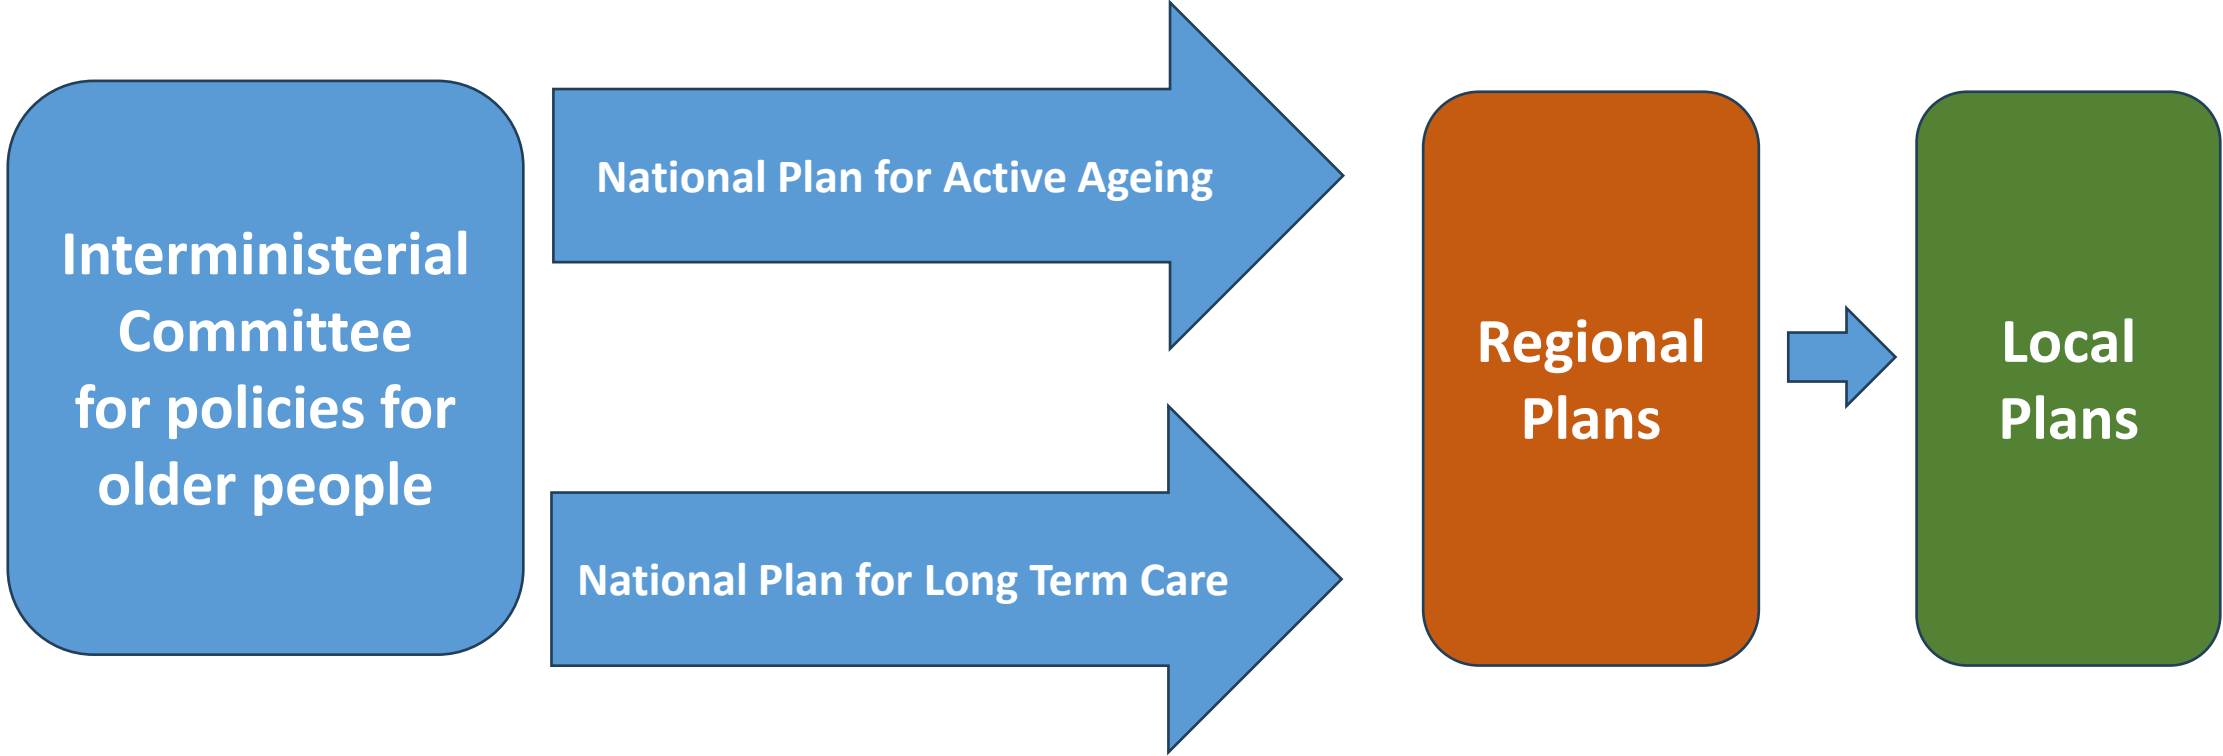 Interministerial
Committee
for policies for
older people
National Plan for Active Ageing
National Plan for Long Term Care
Regional
Plans
Local
Plans